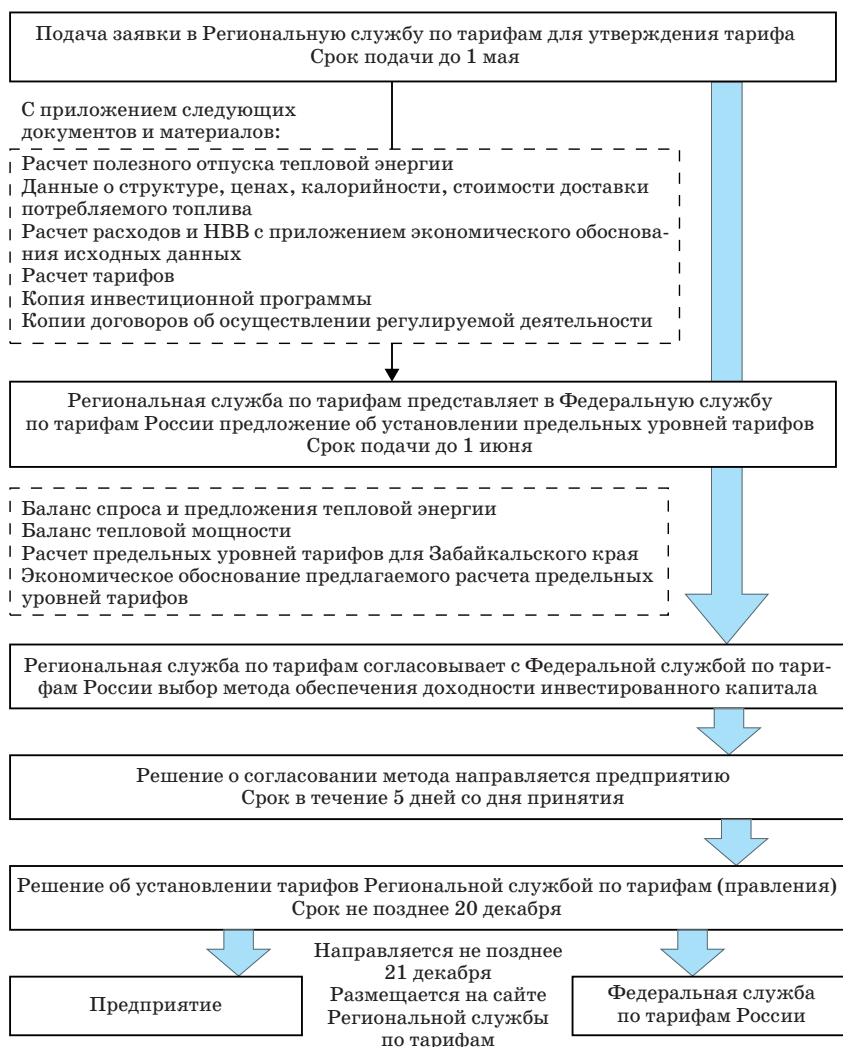 Подача заявки в Региональную службу по тарифам для утверждения тарифа
Срок подачи до 1 мая
С приложением следующих
документов и материалов:
Расчет полезного отпуска тепловой энергии
Данные о структуре, ценах, калорийности, стоимости доставки
потребляемого топлива
Расчет расходов и НВВ с приложением экономического обоснова-
ния исходных данных
Расчет тарифов
Копия инвестиционной программы
Копии договоров об осуществлении регулируемой деятельности
Региональная служба по тарифам представляет в Федеральную службу
по тарифам России предложение об установлении предельных уровней тарифов
Срок подачи до 1 июня
Баланс спроса и предложения тепловой энергии
Баланс тепловой мощности
Расчет предельных уровней тарифов для Забайкальского края
Экономическое обоснование предлагаемого расчета предельных
уровней тарифов
Региональная служба по тарифам согласовывает с Федеральной службой по тари-
фам России выбор метода обеспечения доходности инвестированного капитала
Решение о согласовании метода направляется предприятию
Срок в течение 5 дней со дня принятия
Решение об установлении тарифов Региональной службой по тарифам (правления)
Срок не позднее 20 декабря
Предприятие
Направляется не позднее
21 декабря
Размещается на сайте
Региональной службы
по тарифам
Федеральная служба
по тарифам России